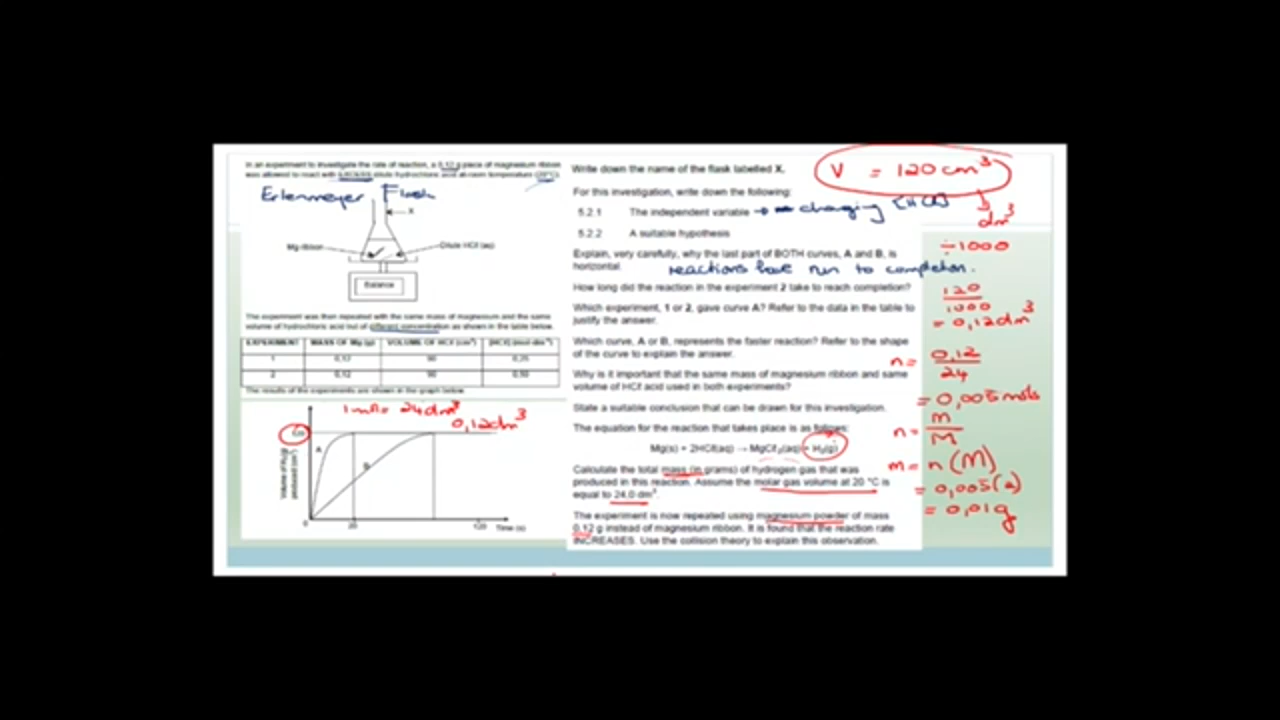 In an experiment to investigate the rate of reaction, a 0,12 g piece of magnesium ribbon
was allowed to react with EXCESS dilute hydrochloric acid at room temperature (20°C).
Erlenmeyer Flask
X
Mg ribbon
Dilute HCℓ (aq)
Balance
The experiment was then repeated with the same mass of magnesium and the same
volume of hydrochloric acid but of different concentration as shown in the table below.
EXPERIMENT MASS OF Mg (g) VOLUME OF HCℓ (cm³) [HCℓ] (mol·dm⁻³)
1 0,12 90 0,25
2 0,12 90 0,50
The results of the experiments are shown in the graph below.
1 mol = 24dm³
0,12dm³
120
A
B
Volume of H₂(g)
produced (cm³)
0 20 120 Time (s)
Write down the name of the flask labelled X.
For this investigation, write down the following:
5.2.1 The independent variable → changing [HCl]
5.2.2 A suitable hypothesis
Explain, very carefully, why the last part of BOTH curves, A and B, is
horizontal. reactions have run to completion.
How long did the reaction in the experiment 2 take to reach completion?
Which experiment, 1 or 2, gave curve A? Refer to the data in the table to
justify the answer.
Which curve, A or B, represents the faster reaction? Refer to the shape
of the curve to explain the answer.
Why is it important that the same mass of magnesium ribbon and same
volume of HCℓ acid used in both experiments?
State a suitable conclusion that can be drawn for this investigation.
The equation for the reaction that takes place is as follows:
Mg(s) + 2HCℓ(aq) → MgCℓ₂(aq) + H₂(g)
Calculate the total mass (in grams) of hydrogen gas that was
produced in this reaction. Assume the molar gas volume at 20 °C is
equal to 24,0 dm³.
The experiment is now repeated using magnesium powder of mass
0,12 g instead of magnesium ribbon. It is found that the reaction rate
INCREASES. Use the collision theory to explain this observation.
V = 120 cm³
dm³
÷1000
120
1000
= 0,12dm³
n = 0,12
24
= 0,005 mols
n = m
M
m = n (M)
= 0,005(2)
= 0,01g